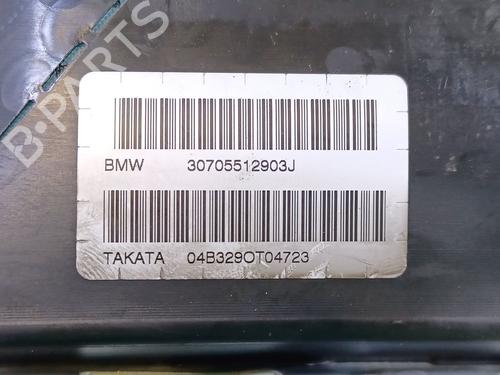 B-PARTS
BMW 30705512903J
TAKATA 04B329OT04723